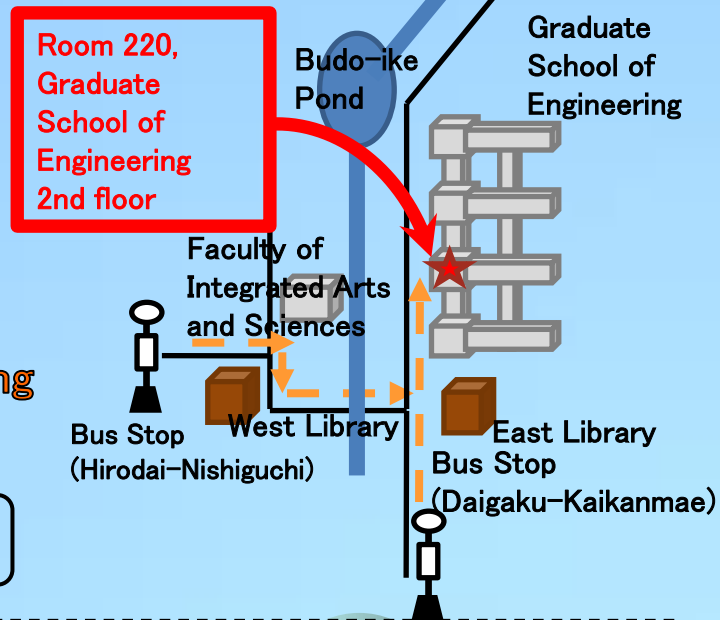 Room 220,
Graduate
School of
Engineering
2nd floor
Budo-ike
Pond
Graduate
School of
Engineering
Faculty of
Integrated Arts
and Sciences
ng
Bus Stop
(Hirodai-Nishiguchi)
West Library
East Library
Bus Stop
(Daigaku-Kaikanmae)